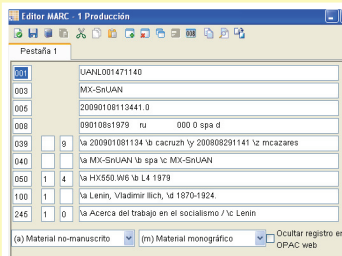 Editor MARC - 1 Producción
Pestaña 1
001 UANL001471140
003 MX-SnUAN
005 20090108113441.0
008 090108s1979 ru 000 0 spa d
039 9 \a 200901081134 \b cacruzh \y 200808291141 \z mcazares
040 \a MX-SnUAN \b spa \c MX-SnUAN
050 1 4 \a HX550.W6 \b L4 1979
100 1 \a Lenin, Vladimir Ilich, \d 1870-1924.
245 1 0 \a Acerca del trabajo en el socialismo / \c Lenin
(a) Material no-manuscrito (m) Material monográfico Ocultar registro en
OPAC web